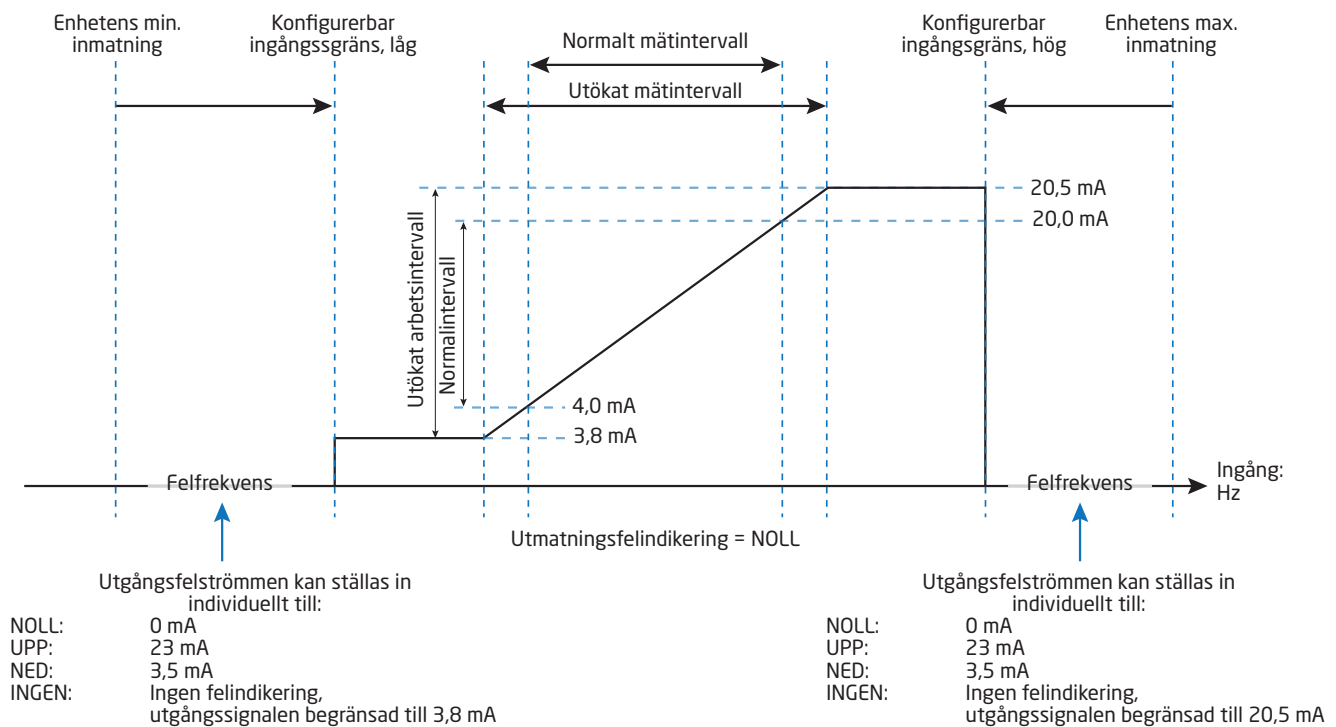 Enhetens min.
inmatning
Konfigurerbar
ingångssgräns, låg
Normalt mätintervall
Utökat mätintervall
Konfigurerbar
ingångsgräns, hög
Enhetens max.
inmatning
20,5 mA
20,0 mA
Utökat arbetsintervall
Normalintervall
4,0 mA
3,8 mA
Felfrekvens
Felfrekvens
Ingång:
Hz
Utmatningsfelindikering = NOLL
Utgångsfelströmmen kan ställas in
individuellt till:
NOLL: 0 mA
UPP: 23 mA
NED: 3,5 mA
INGEN: Ingen felindikering,
utgångssignalen begränsad till 3,8 mA
Utgångsfelströmmen kan ställas in
individuellt till:
NOLL: 0 mA
UPP: 23 mA
NED: 3,5 mA
INGEN: Ingen felindikering,
utgångssignalen begränsad till 20,5 mA